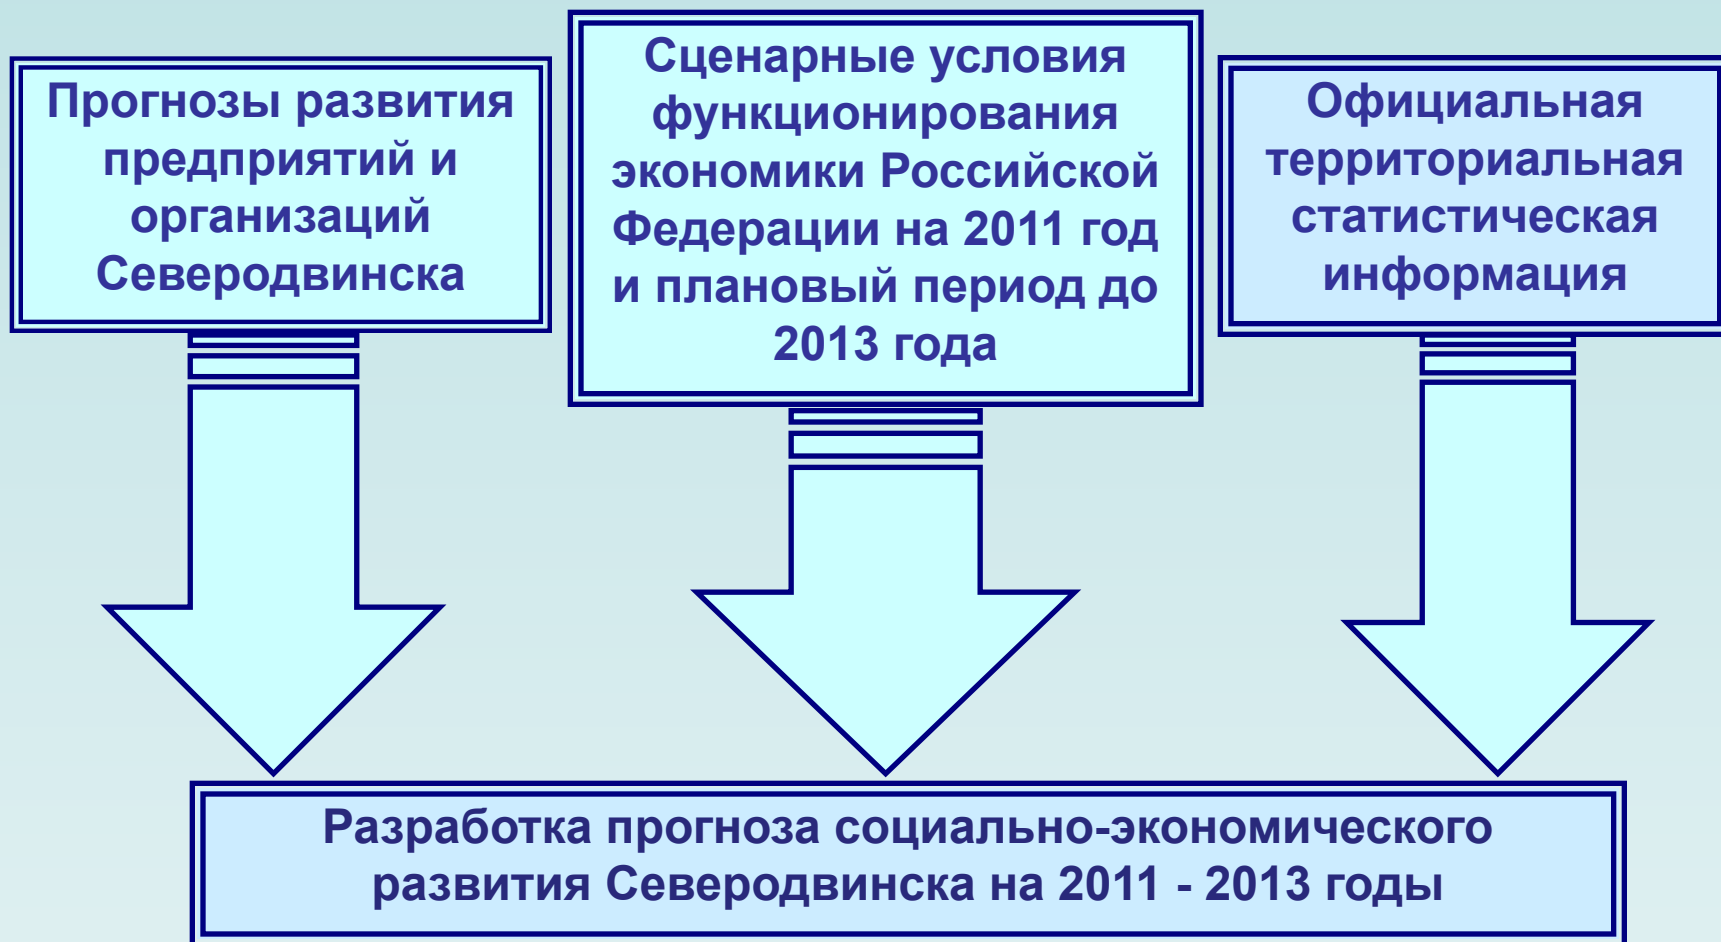 Прогнозы развития
предприятий и
организаций
Северодвинска
Сценарные условия
функционирования
экономики Российской
Федерации на 2011 год
и плановый период до
2013 года
Официальная
территориальная
статистическая
информация
Разработка прогноза социально-экономического
развития Северодвинска на 2011 - 2013 годы